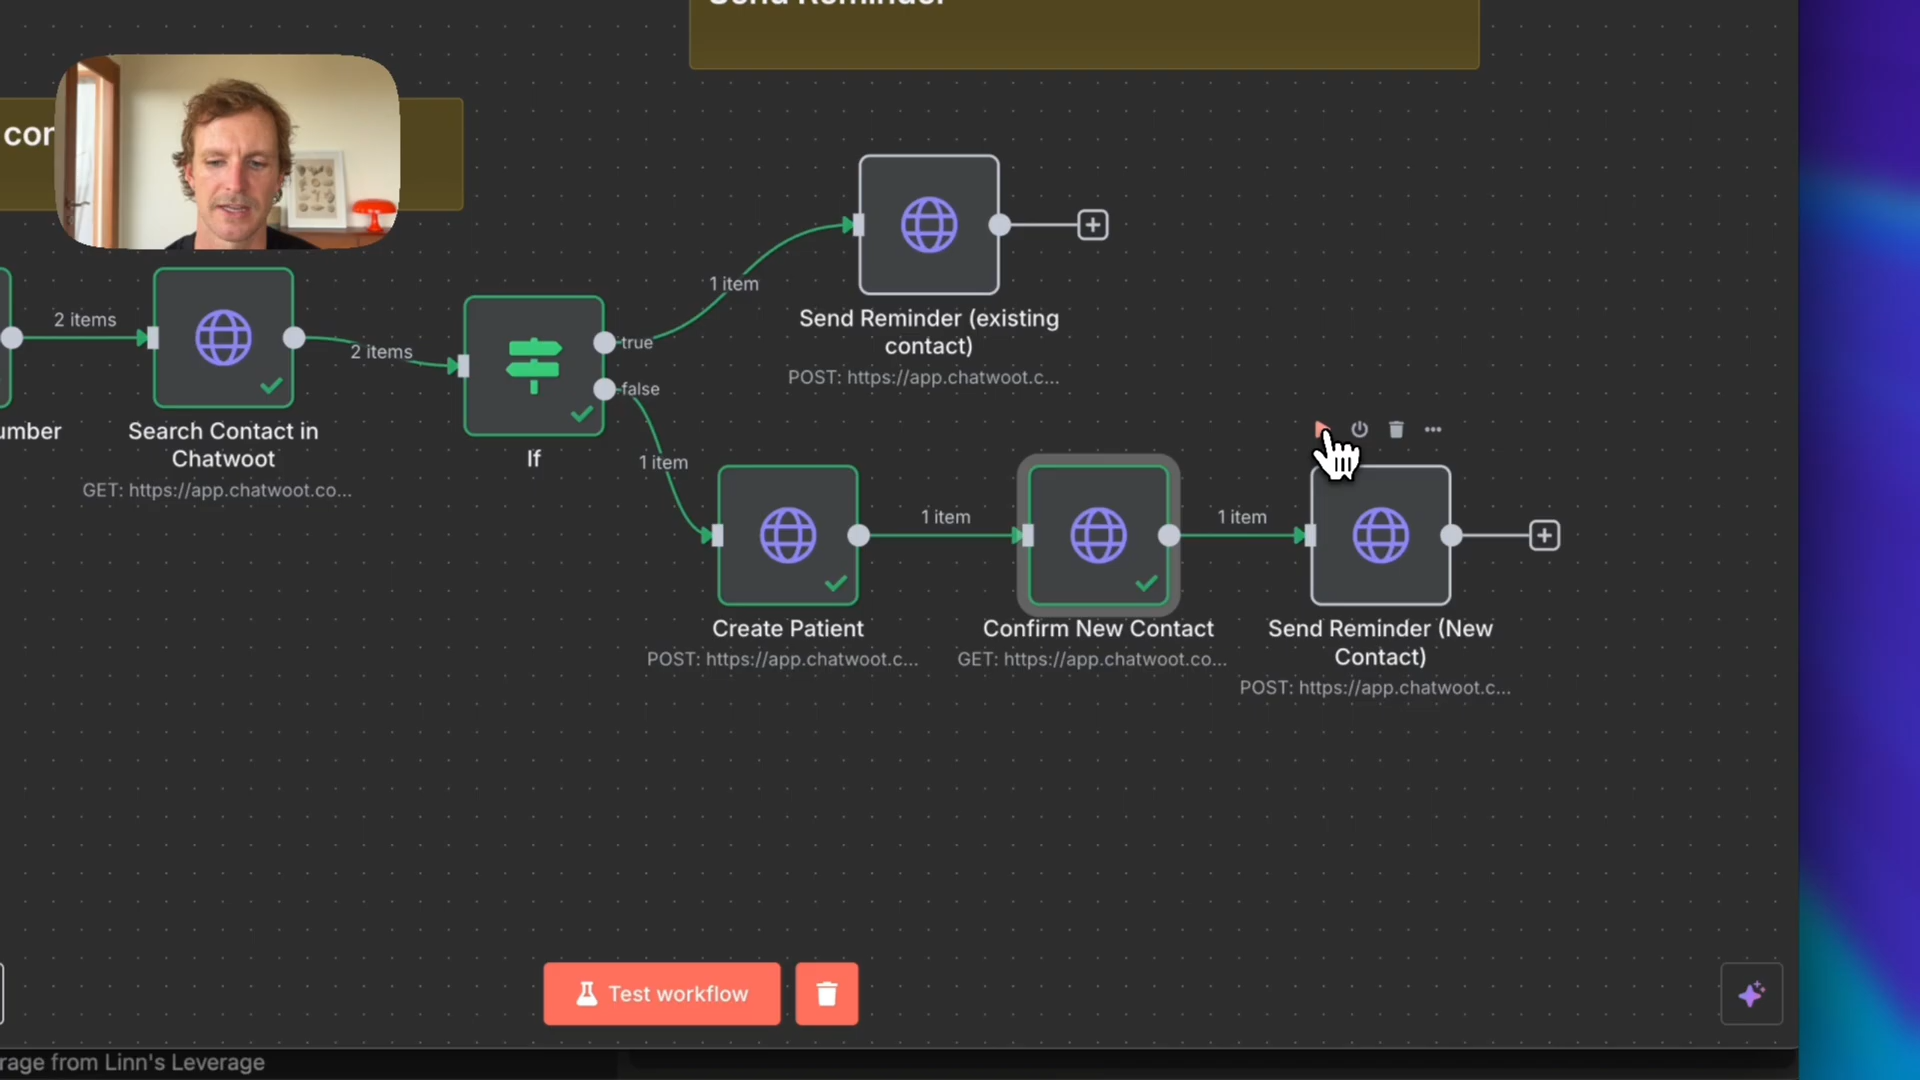 Send Reminder
con
2 items
2 items
1 item
true
false
1 item
Send Reminder (existing
contact)
POST: https://app.chatwoot.c...
umber
Search Contact in
Chatwoot
GET: https://app.chatwoot.co...
If
1 item
1 item
Create Patient
POST: https://app.chatwoot.c...
Confirm New Contact
GET: https://app.chatwoot.co...
Send Reminder (New
Contact)
POST: https://app.chatwoot.c...
Test workflow
rage from Linn's Leverage